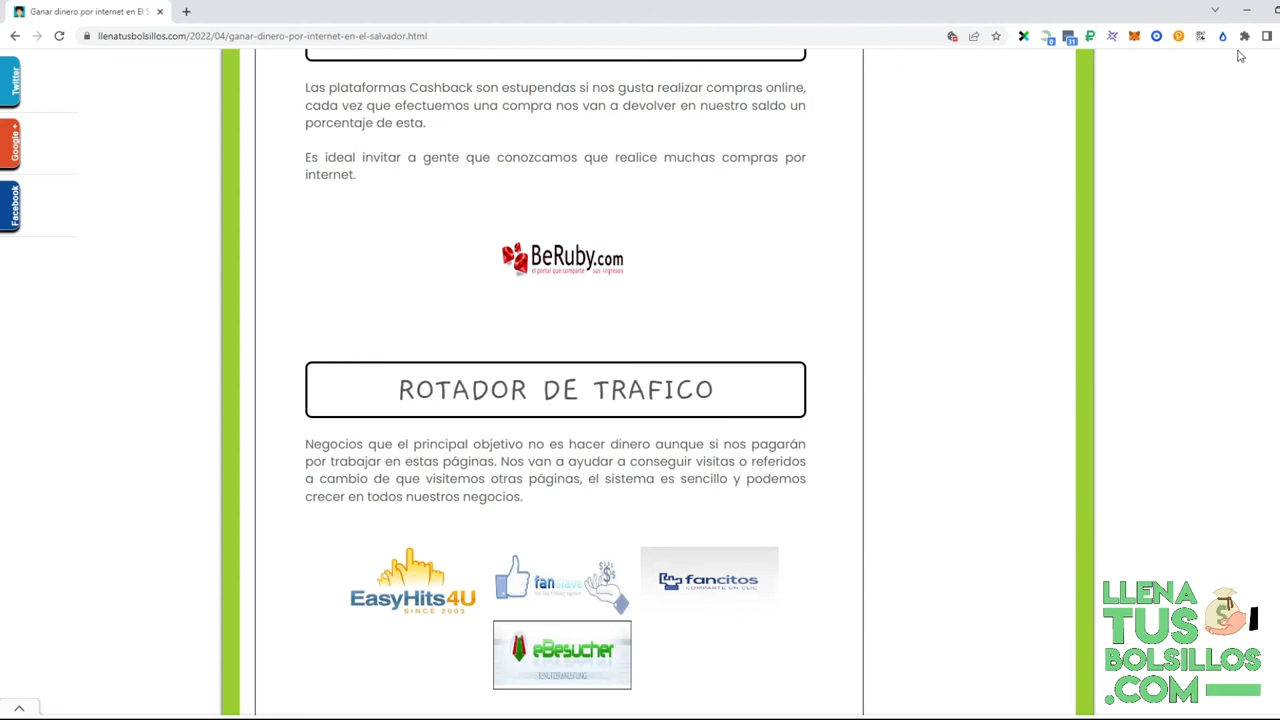 Ganar dinero por internet en El S
llenatusbolsillos.com/2022/04/ganar-dinero-por-internet-en-el-salvador.html
Twitter
Google +
Facebook
Las plataformas Cashback son estupendas si nos gusta realizar compras online,
cada vez que efectuemos una compra nos van a devolver en nuestro saldo un
porcentaje de esta.
Es ideal invitar a gente que conozcamos que realice muchas compras por
internet.
BeRuby.com
el portal que comparte sus ingresos
ROTADOR DE TRAFICO
Negocios que el principal objetivo no es hacer dinero aunque si nos pagarán
por trabajar en estas páginas. Nos van a ayudar a conseguir visitas o referidos
a cambio de que visitemos otras páginas, el sistema es sencillo y podemos
crecer en todos nuestros negocios.
EasyHits4U
SINCE 2003
fanslave
fancitos
COMPARTE UN CLIC
eBesucher
BENUTZERANLEITUNG
LLENA
TUS
BOLSILLOS
.COM